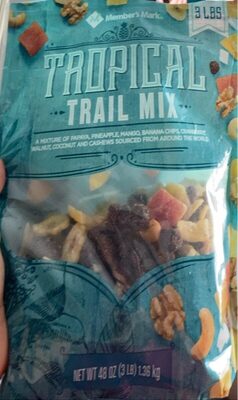 Member's Mark
3 LBS
TROPICAL
TRAIL MIX
A MIXTURE OF PAPAYA, PINEAPPLE, MANGO, BANANA CHIPS, CRANBERRY,
WALNUT, COCONUT AND CASHEWS SOURCED FROM AROUND THE WORLD
NET WT 48 OZ (3 LB) 1.36 kg